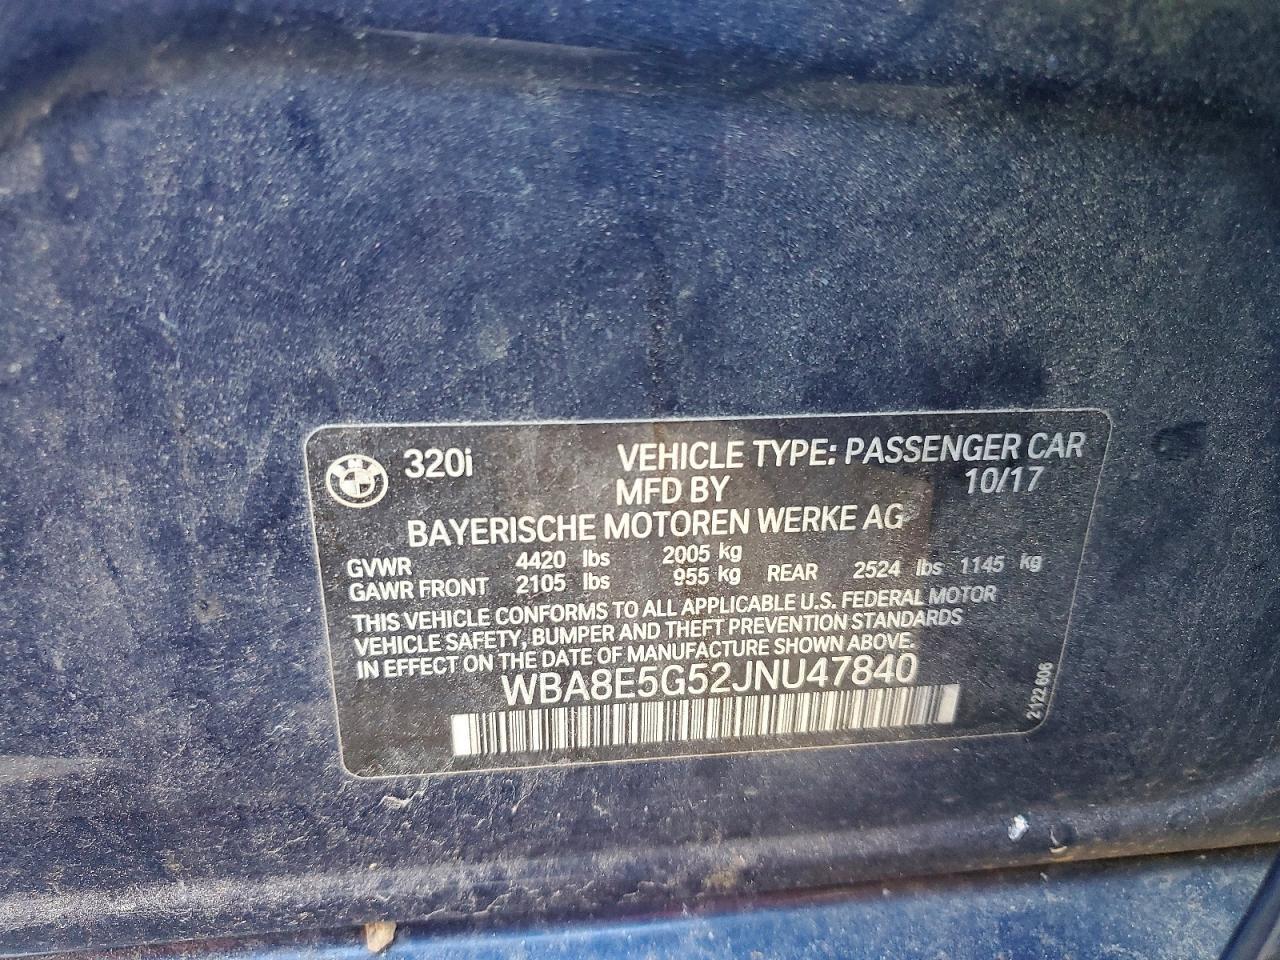 320i VEHICLE TYPE: PASSENGER CAR
MFD BY 10/17
BAYERISCHE MOTOREN WERKE AG
GVWR 4420 lbs 2005 kg
GAWR FRONT 2105 lbs 955 kg REAR 2524 lbs 1145 kg
THIS VEHICLE CONFORMS TO ALL APPLICABLE U.S. FEDERAL MOTOR
VEHICLE SAFETY, BUMPER AND THEFT PREVENTION STANDARDS
IN EFFECT ON THE DATE OF MANUFACTURE SHOWN ABOVE.
WBA8E5G52JNU47840
2122606